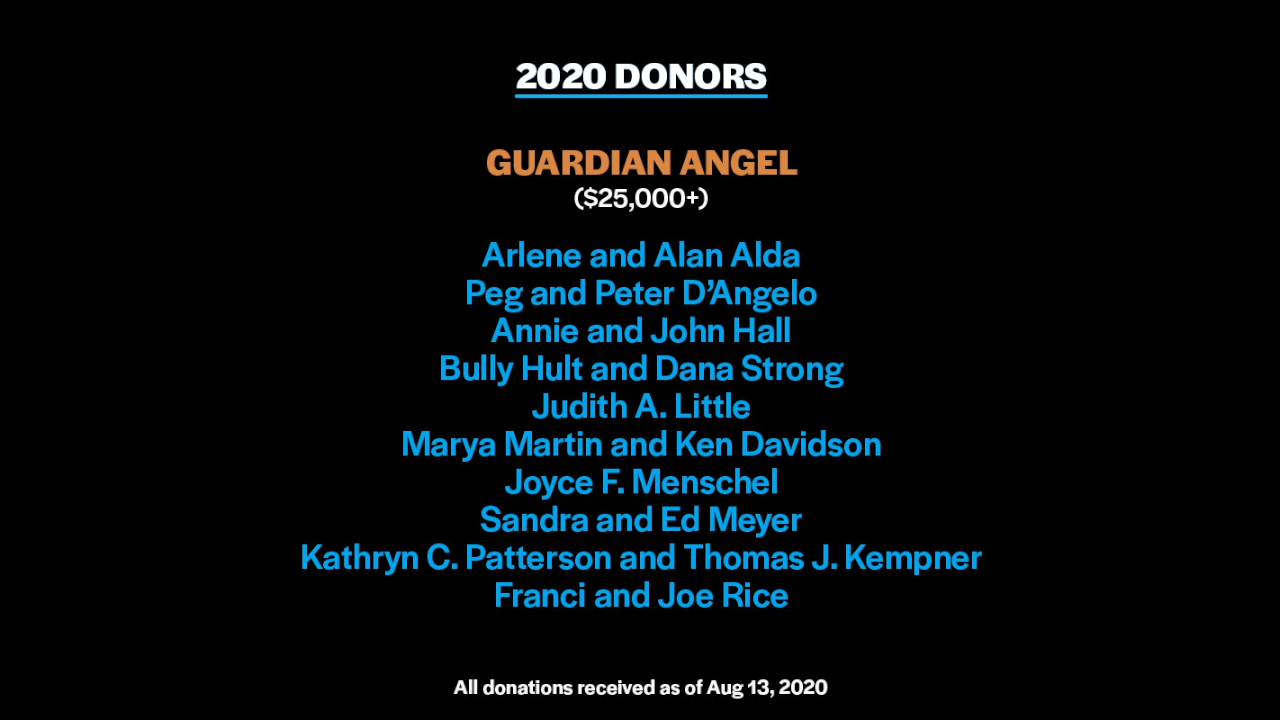 2020 DONORS
GUARDIAN ANGEL
($25,000+)
Arlene and Alan Alda
Peg and Peter D’Angelo
Annie and John Hall
Bully Hult and Dana Strong
Judith A. Little
Marya Martin and Ken Davidson
Joyce F. Menschel
Sandra and Ed Meyer
Kathryn C. Patterson and Thomas J. Kempner
Franci and Joe Rice
All donations received as of Aug 13, 2020